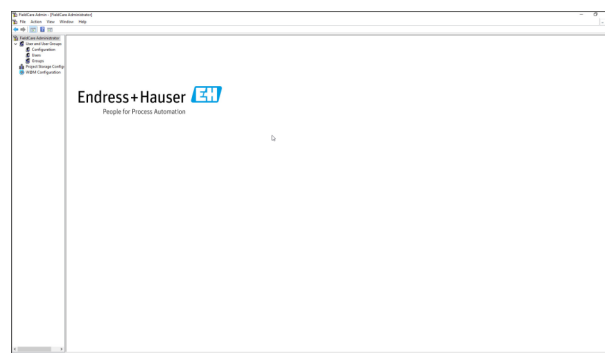 FieldCare Admin - [FieldCare Administrator]
File Action View Window Help
FieldCare Administrator
User and User Groups
Configuration
Users
Groups
Project Storage Config
W@M Configuration
Endress+Hauser EH
People for Process Automation